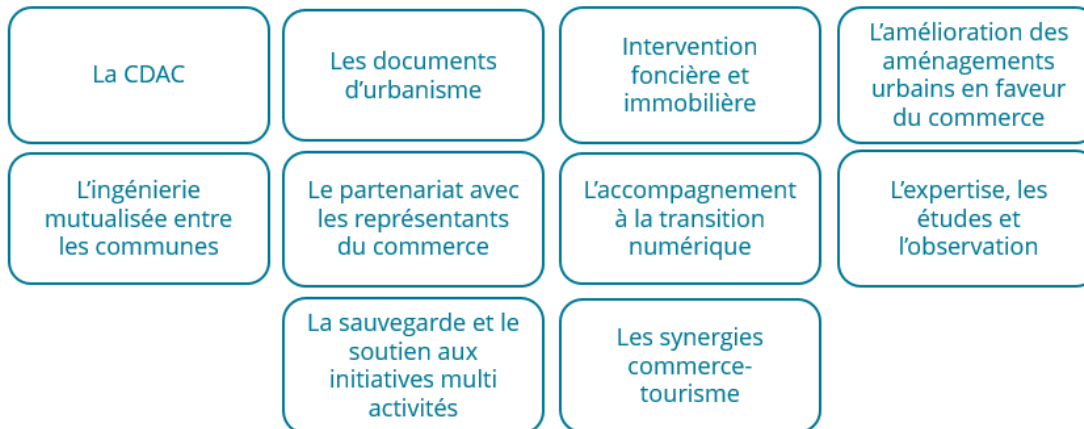 La CDAC
Les documents
d’urbanisme
Intervention
foncière et
immobilière
L’amélioration des
aménagements
urbains en faveur
du commerce
L’ingénierie
mutualisée entre
les communes
Le partenariat avec
les représentants
du commerce
L’accompagnement
à la transition
numérique
L’expertise, les
études et
l’observation
La sauvegarde et le
soutien aux
initiatives multi
activités
Les synergies
commerce-
tourisme